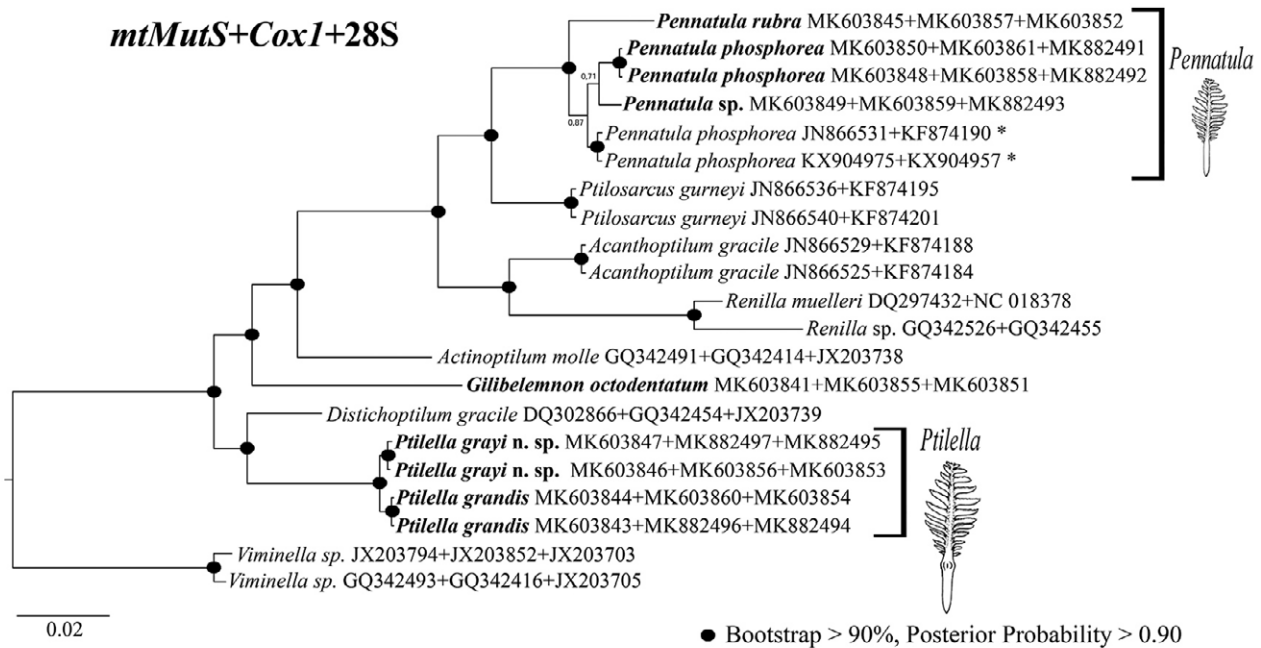 mtMutS+Cox1+28S
Pennatula rubra MK603845+MK603857+MK603852
Pennatula phosphorea MK603850+MK603861+MK882491
Pennatula phosphorea MK603848+MK603858+MK882492
Pennatula sp. MK603849+MK603859+MK882493
Pennatula phosphorea JN866531+KF874190 *
Pennatula phosphorea KX904975+KX904957 *
0,71
0.87
Pennatula
Ptilosarcus gurneyi JN866536+KF874195
Ptilosarcus gurneyi JN866540+KF874201
Acanthoptilum gracile JN866529+KF874188
Acanthoptilum gracile JN866525+KF874184
Renilla muelleri DQ297432+NC 018378
Renilla sp. GQ342526+GQ342455
Actinoptilum molle GQ342491+GQ342414+JX203738
Gilibelemnon octodentatum MK603841+MK603855+MK603851
Distichoptilum gracile DQ302866+GQ342454+JX203739
Ptilella grayi n. sp. MK603847+MK882497+MK882495
Ptilella grayi n. sp. MK603846+MK603856+MK603853
Ptilella grandis MK603844+MK603860+MK603854
Ptilella grandis MK603843+MK882496+MK882494
Ptilella
Viminella sp. JX203794+JX203852+JX203703
Viminella sp. GQ342493+GQ342416+JX203705
0.02
Bootstrap > 90%, Posterior Probability > 0.90